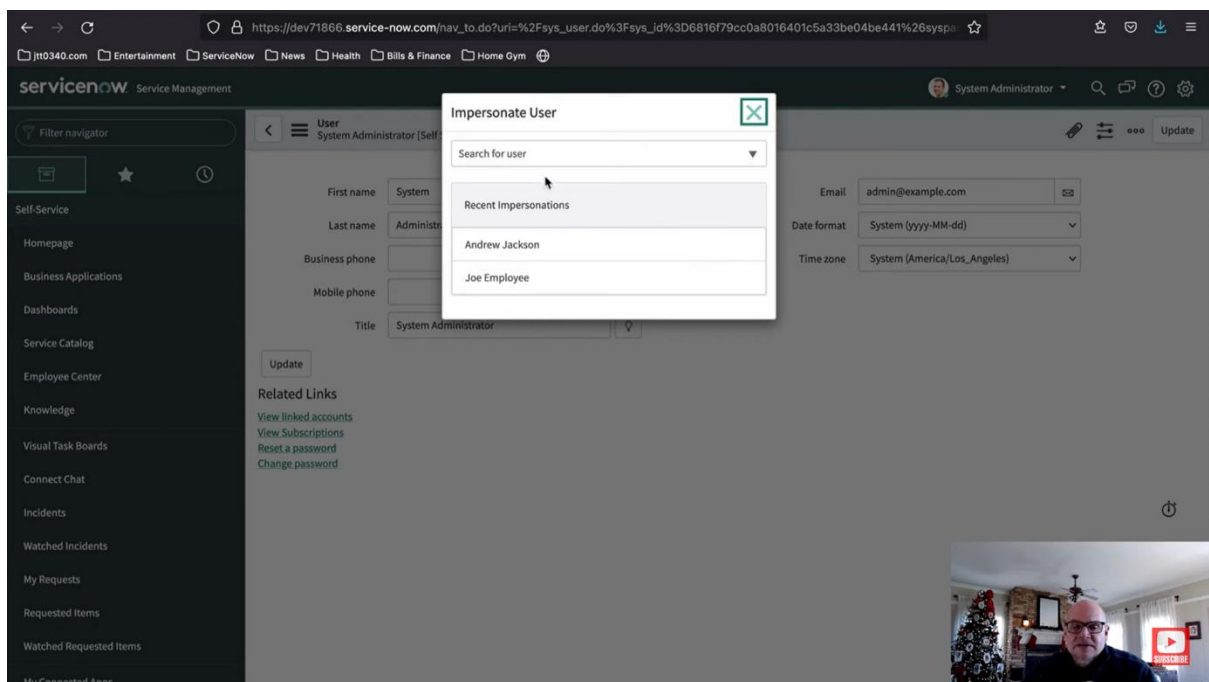 https://dev71866.service-now.com/nav_to.do?uri=%2Fsys_user.do%3Fsys_id%3D6816f79cc0a8016401c5a33be04be441%26syspa
jtt0340.com Entertainment ServiceNow News Health Bills & Finance Home Gym
servicenow Service Management
System Administrator
Filter navigator
Self-Service
Homepage
Business Applications
Dashboards
Service Catalog
Employee Center
Knowledge
Visual Task Boards
Connect Chat
Incidents
Watched Incidents
My Requests
Requested Items
Watched Requested Items
User
System Admini
[Self
Update
Impersonate User
Search for user
Recent Impersonations
Andrew Jackson
Joe Employee
First name System
Last name Administr
Business phone
Mobile phone
Title System Administrator
Email admin@example.com
Date format System (yyyy-MM-dd)
Time zone System (America/Los_Angeles)
Update
Related Links
View linked accounts
View Subscriptions
Reset a password
Change password
SUBSCRIBE